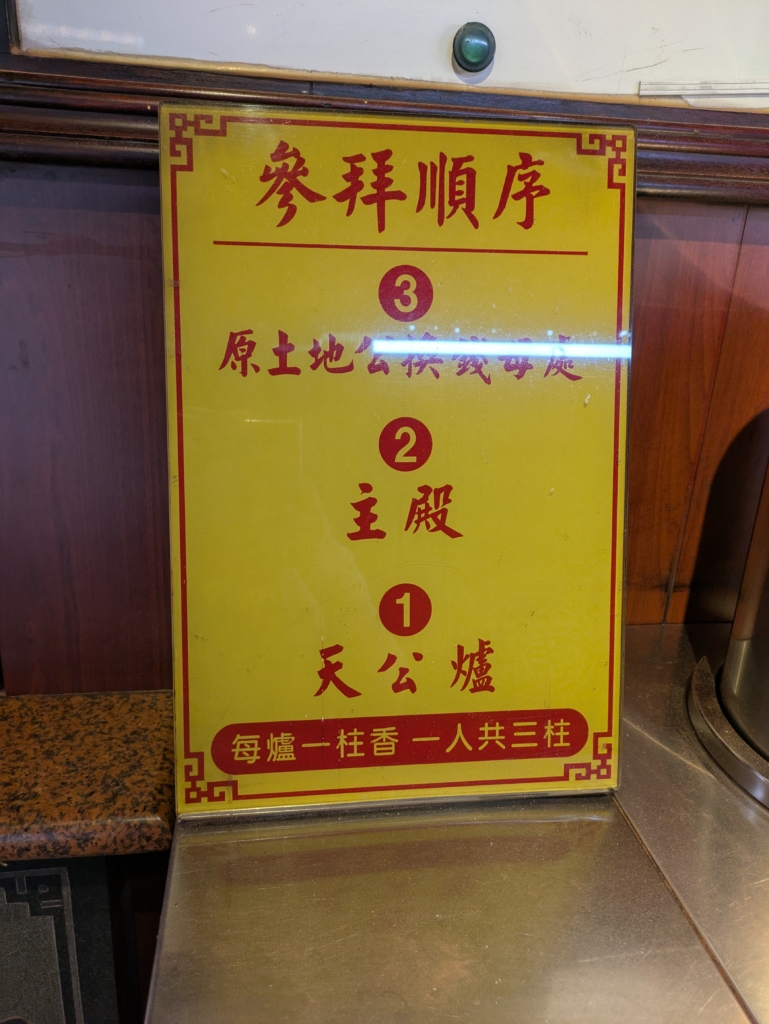 參拜順序
3
原土地公換錢母處
2
主殿
1
天公爐
每爐一柱香 一人共三柱